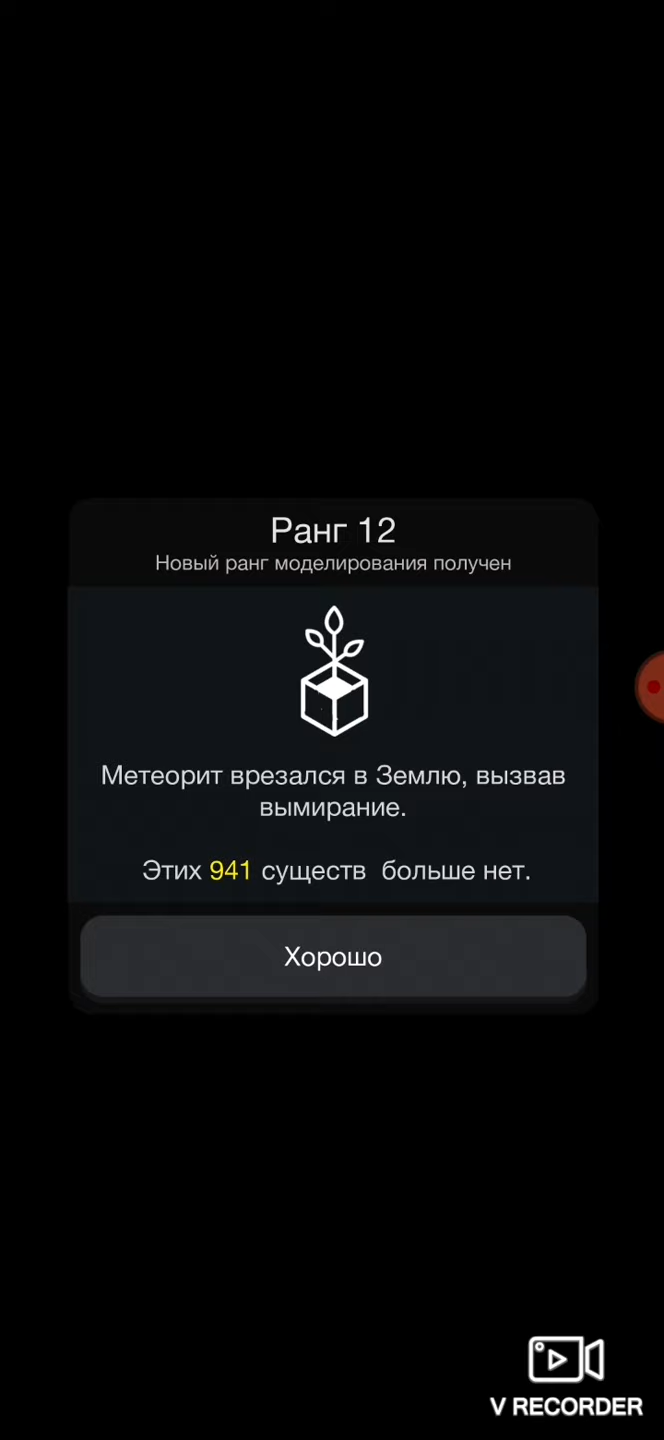 Ранг 12
Новый ранг моделирования получен
Метеорит врезался в Землю, вызвав
вымирание.
Этих 941 существ больше нет.
Хорошо
V RECORDER